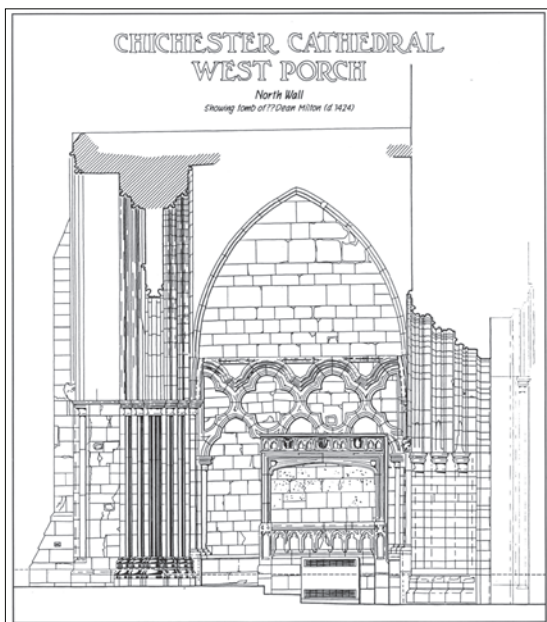 CHICHESTER CATHEDRAL
WEST PORCH
North Wall
Showing tomb of??Dean Milton (d.1424)